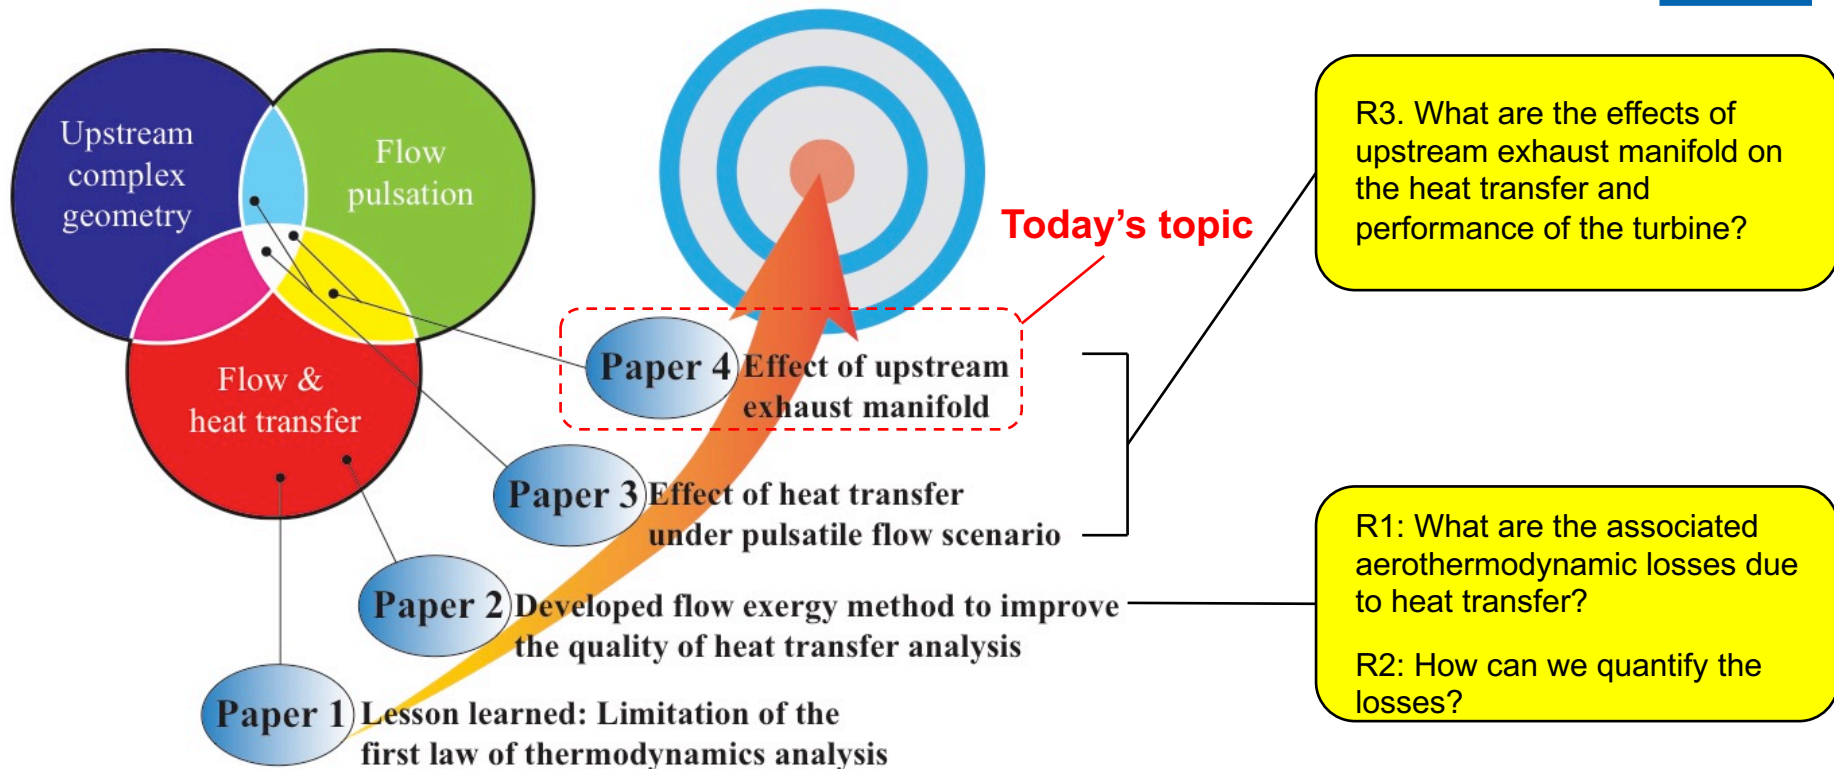 Upstream
complex
geometry
Flow
pulsation
Flow &
heat transfer
Today’s topic
Paper 4
Effect of upstream
exhaust manifold
Paper 3
Effect of heat transfer
under pulsatile flow scenario
Paper 2
Developed flow exergy method to improve
the quality of heat transfer analysis
Paper 1
Lesson learned: Limitation of the
first law of thermodynamics analysis
R3. What are the effects of
upstream exhaust manifold on
the heat transfer and
performance of the turbine?
R1: What are the associated
aerothermodynamic losses due
to heat transfer?
R2: How can we quantify the
losses?